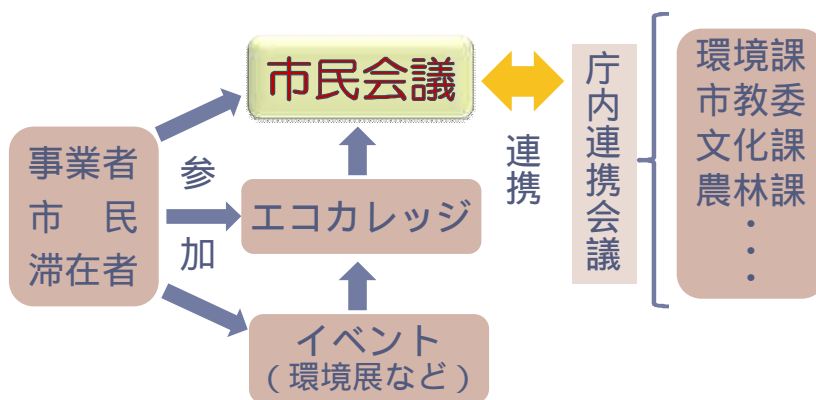 市民会議
事業者
市　民
滞在者
参
加
エコカレッジ
イベント
(環境展など)
連携
庁内連携会議
環境課
市教委
文化課
農林課
・
・
・